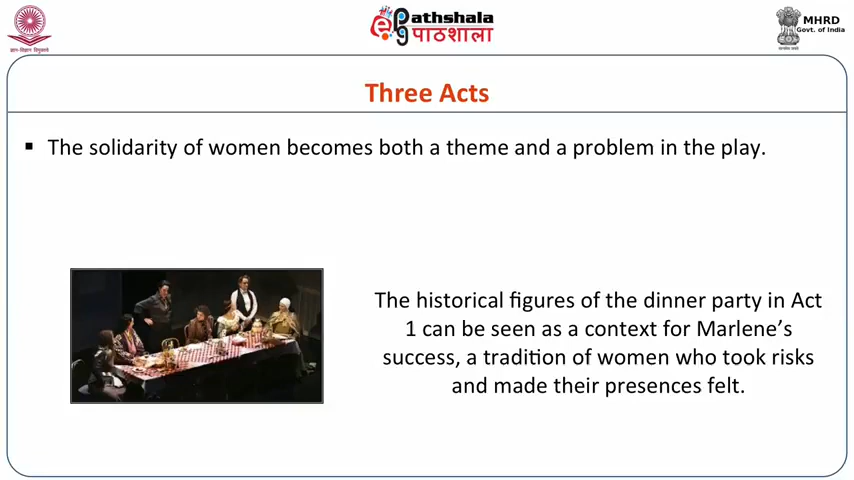 ePathshala
पाठशाला
MHRD
Govt. of India
Three Acts
▪ The solidarity of women becomes both a theme and a problem in the play.
The historical figures of the dinner party in Act
1 can be seen as a context for Marlene's
success, a tradition of women who took risks
and made their presences felt.